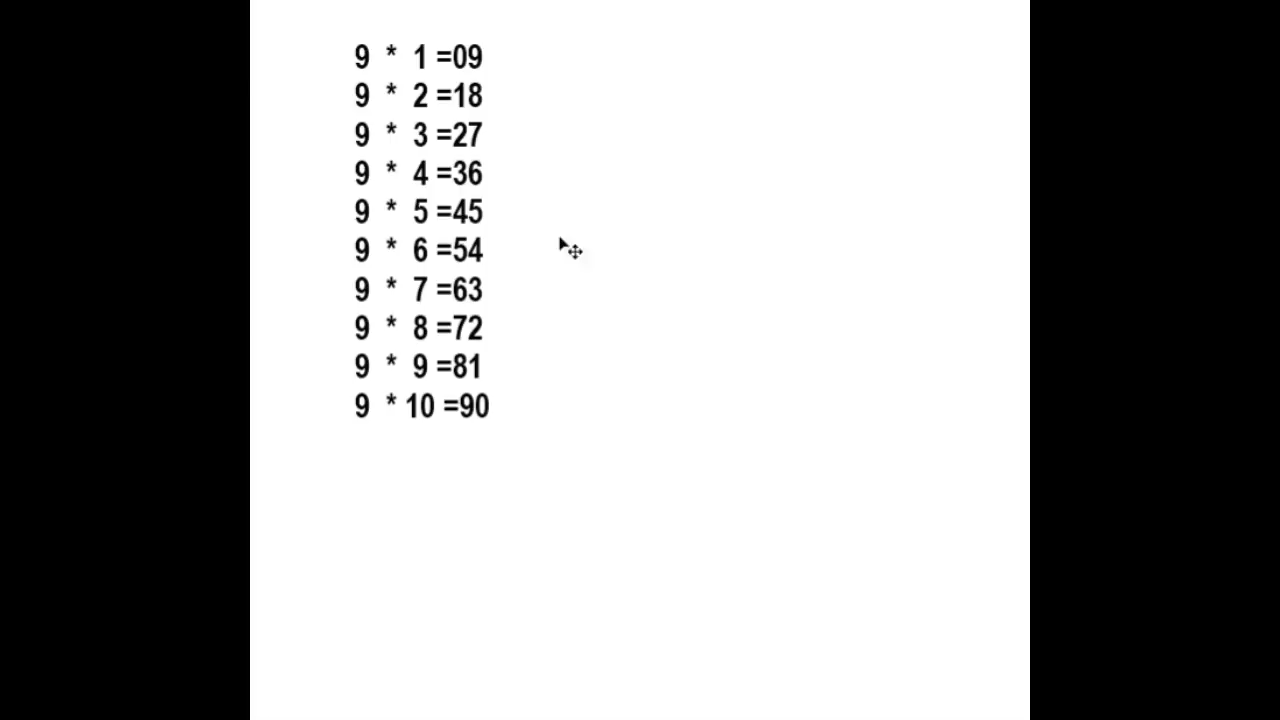 9 * 1 =09
9 * 2 =18
9 * 3 =27
9 * 4 =36
9 * 5 =45
9 * 6 =54
9 * 7 =63
9 * 8 =72
9 * 9 =81
9 * 10 =90